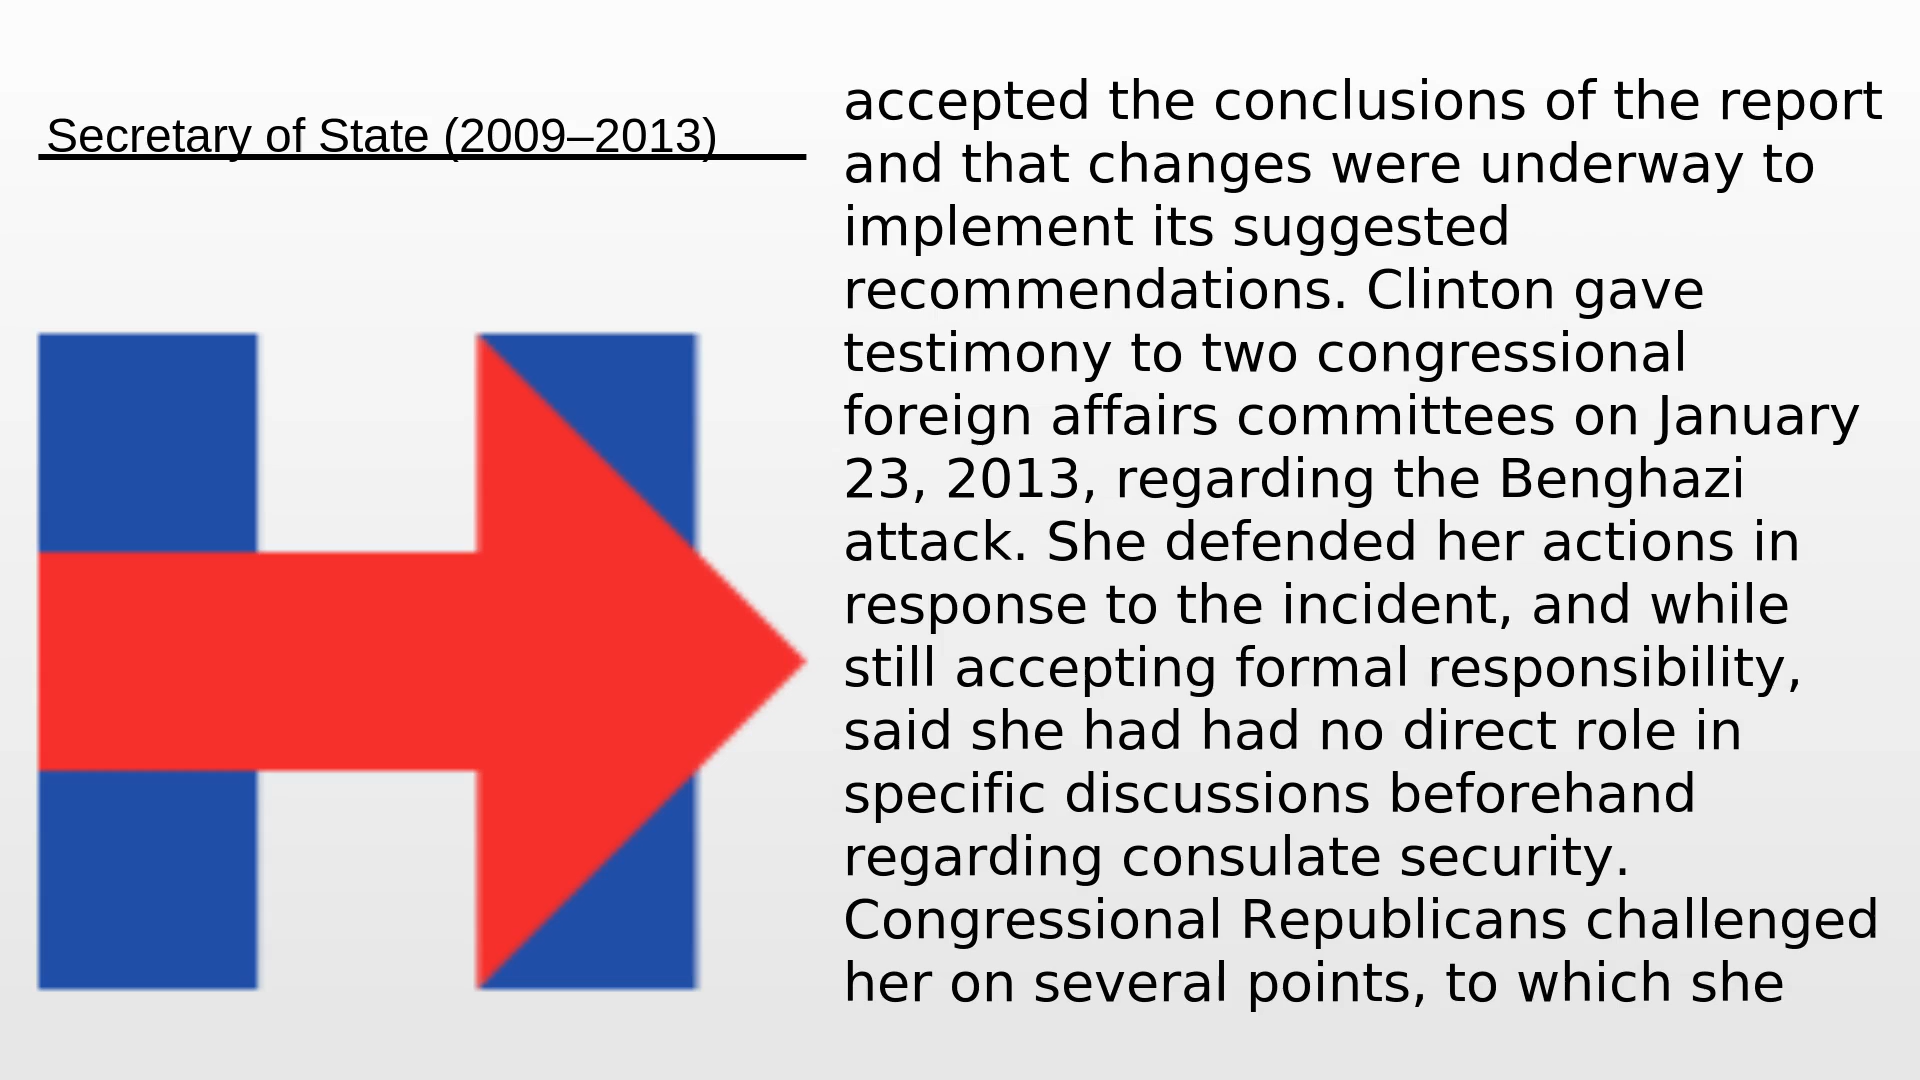 Secretary of State (2009–2013)
accepted the conclusions of the report
and that changes were underway to
implement its suggested
recommendations. Clinton gave
testimony to two congressional
foreign affairs committees on January
23, 2013, regarding the Benghazi
attack. She defended her actions in
response to the incident, and while
still accepting formal responsibility,
said she had had no direct role in
specific discussions beforehand
regarding consulate security.
Congressional Republicans challenged
her on several points, to which she